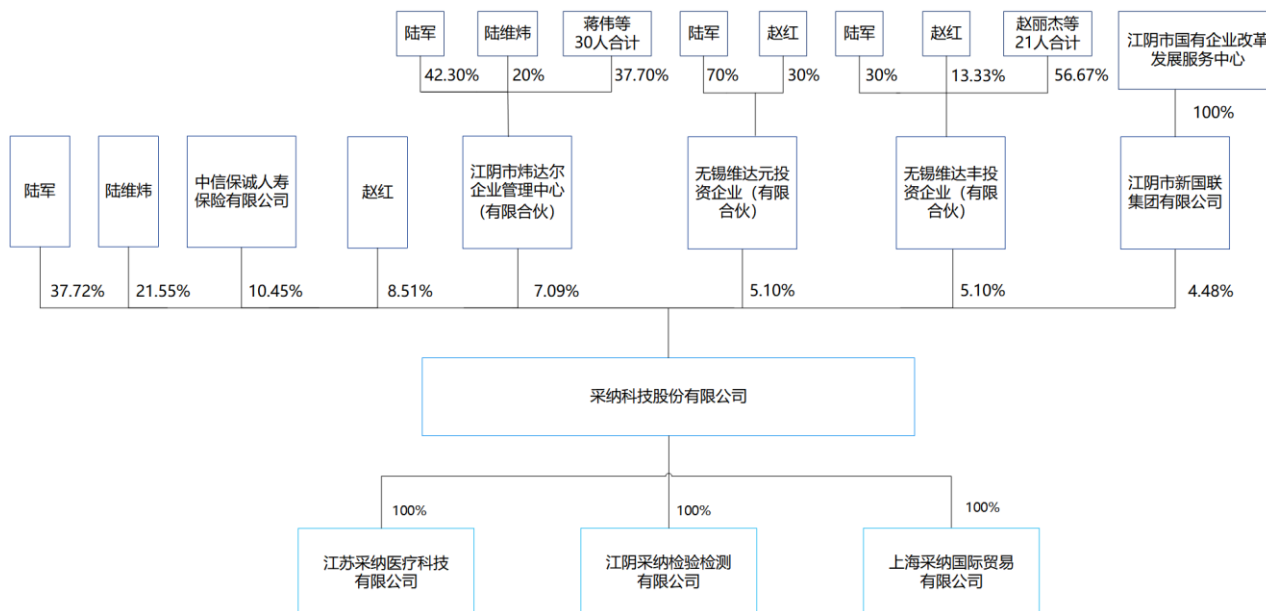 陆军
陆维炜
蒋伟等
30人合计
陆军
赵红
陆军
赵红
赵丽杰等
21人合计
江阴市国有企业改革
发展服务中心
42.30%
20%
37.70%
70%
30%
30%
13.33%
56.67%
100%
陆军
陆维炜
中信保诚人寿
保险有限公司
赵红
江阴市炜达尔
企业管理中心
(有限合伙)
无锡维达元投
资企业（有限
合伙）
无锡维达丰投
资企业（有限
合伙）
江阴市新国联
集团有限公司
37.72%
21.55%
10.45%
8.51%
7.09%
5.10%
5.10%
4.48%
采纳科技股份有限公司
100%
100%
100%
江苏采纳医疗科技
有限公司
江阴采纳检验检测
有限公司
上海采纳国际贸易
有限公司